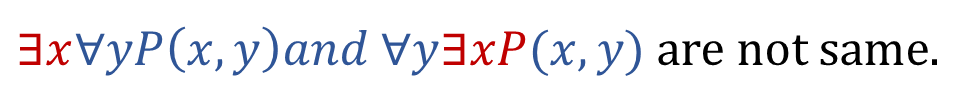 ∃x∀yP(x, y)and ∀y∃xP(x, y) are not same.